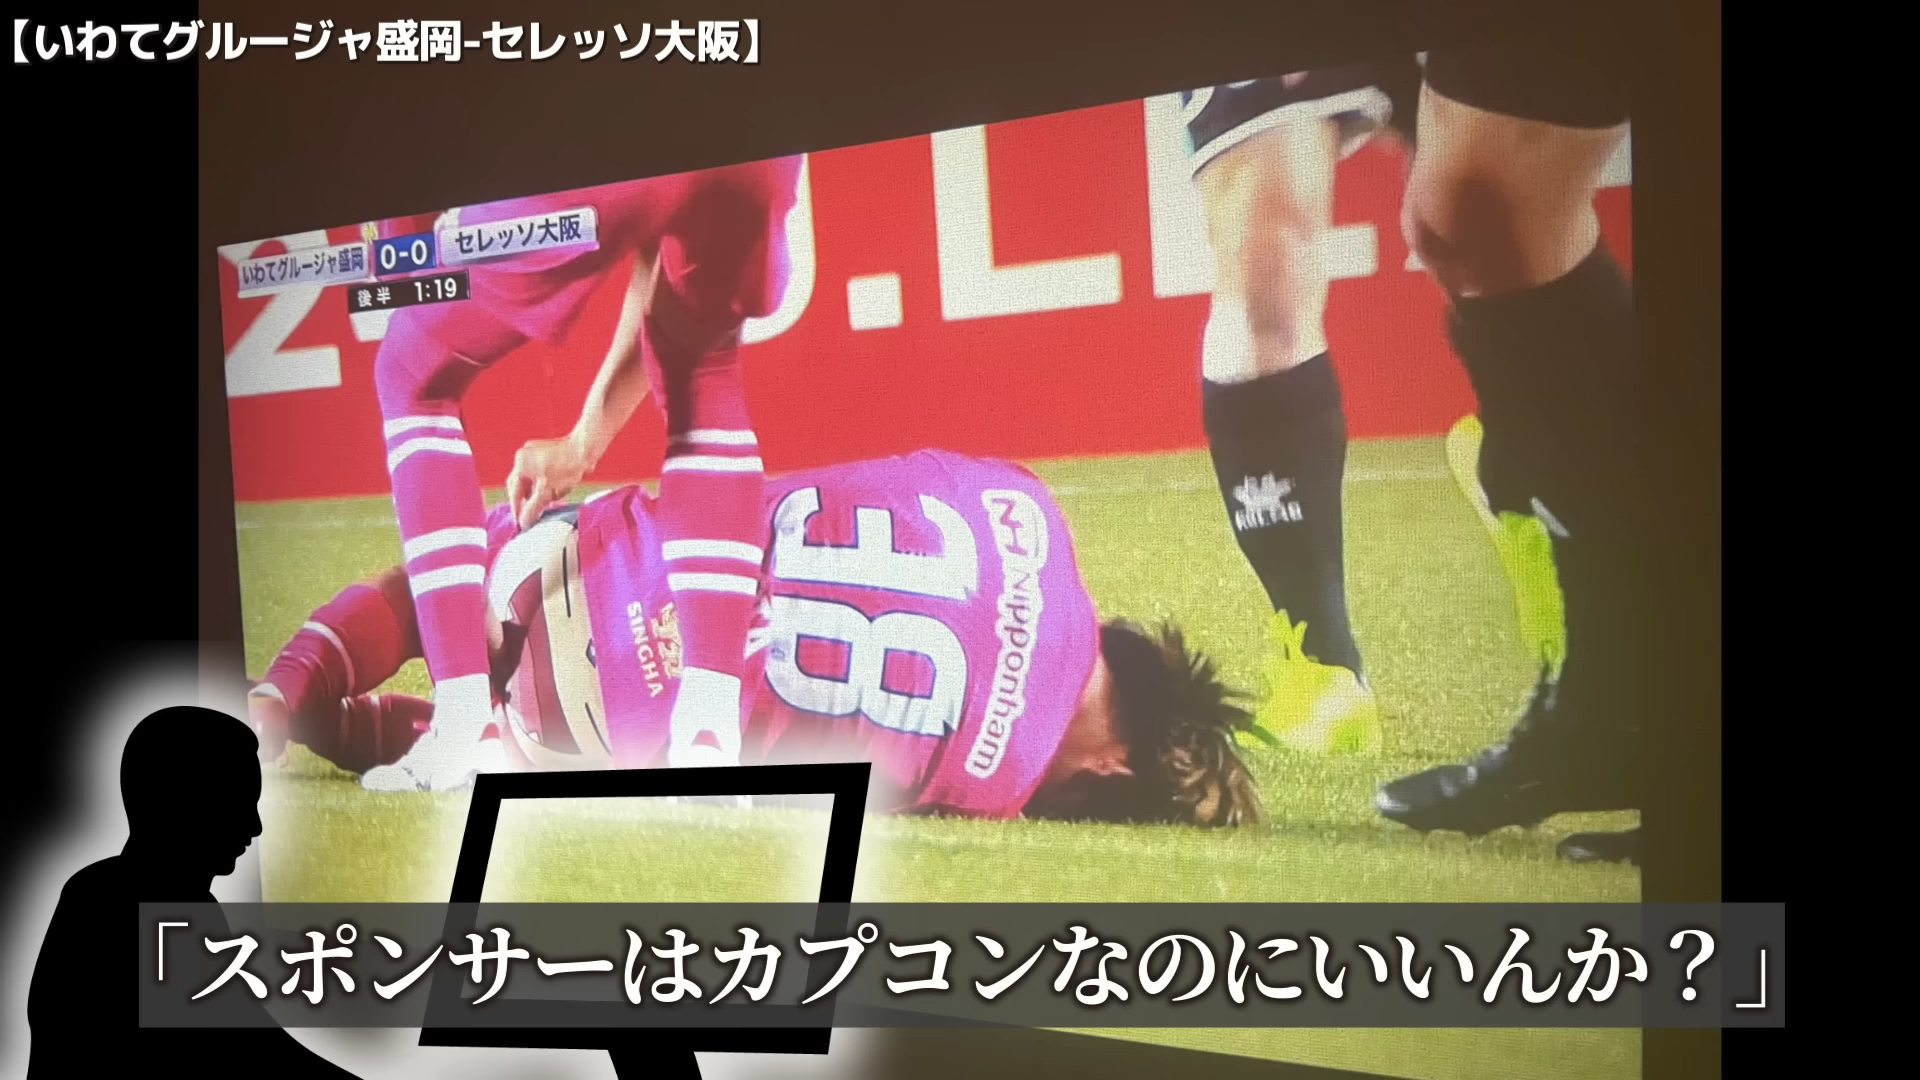 【いわてグルージャ盛岡-セレッソ大阪】
いわてグルージャ盛岡 0-0 セレッソ大阪
後半 1:19
J.LE
38
Nipponham
SINGHA
「スポンサーはカプコンなのにいいんか？」